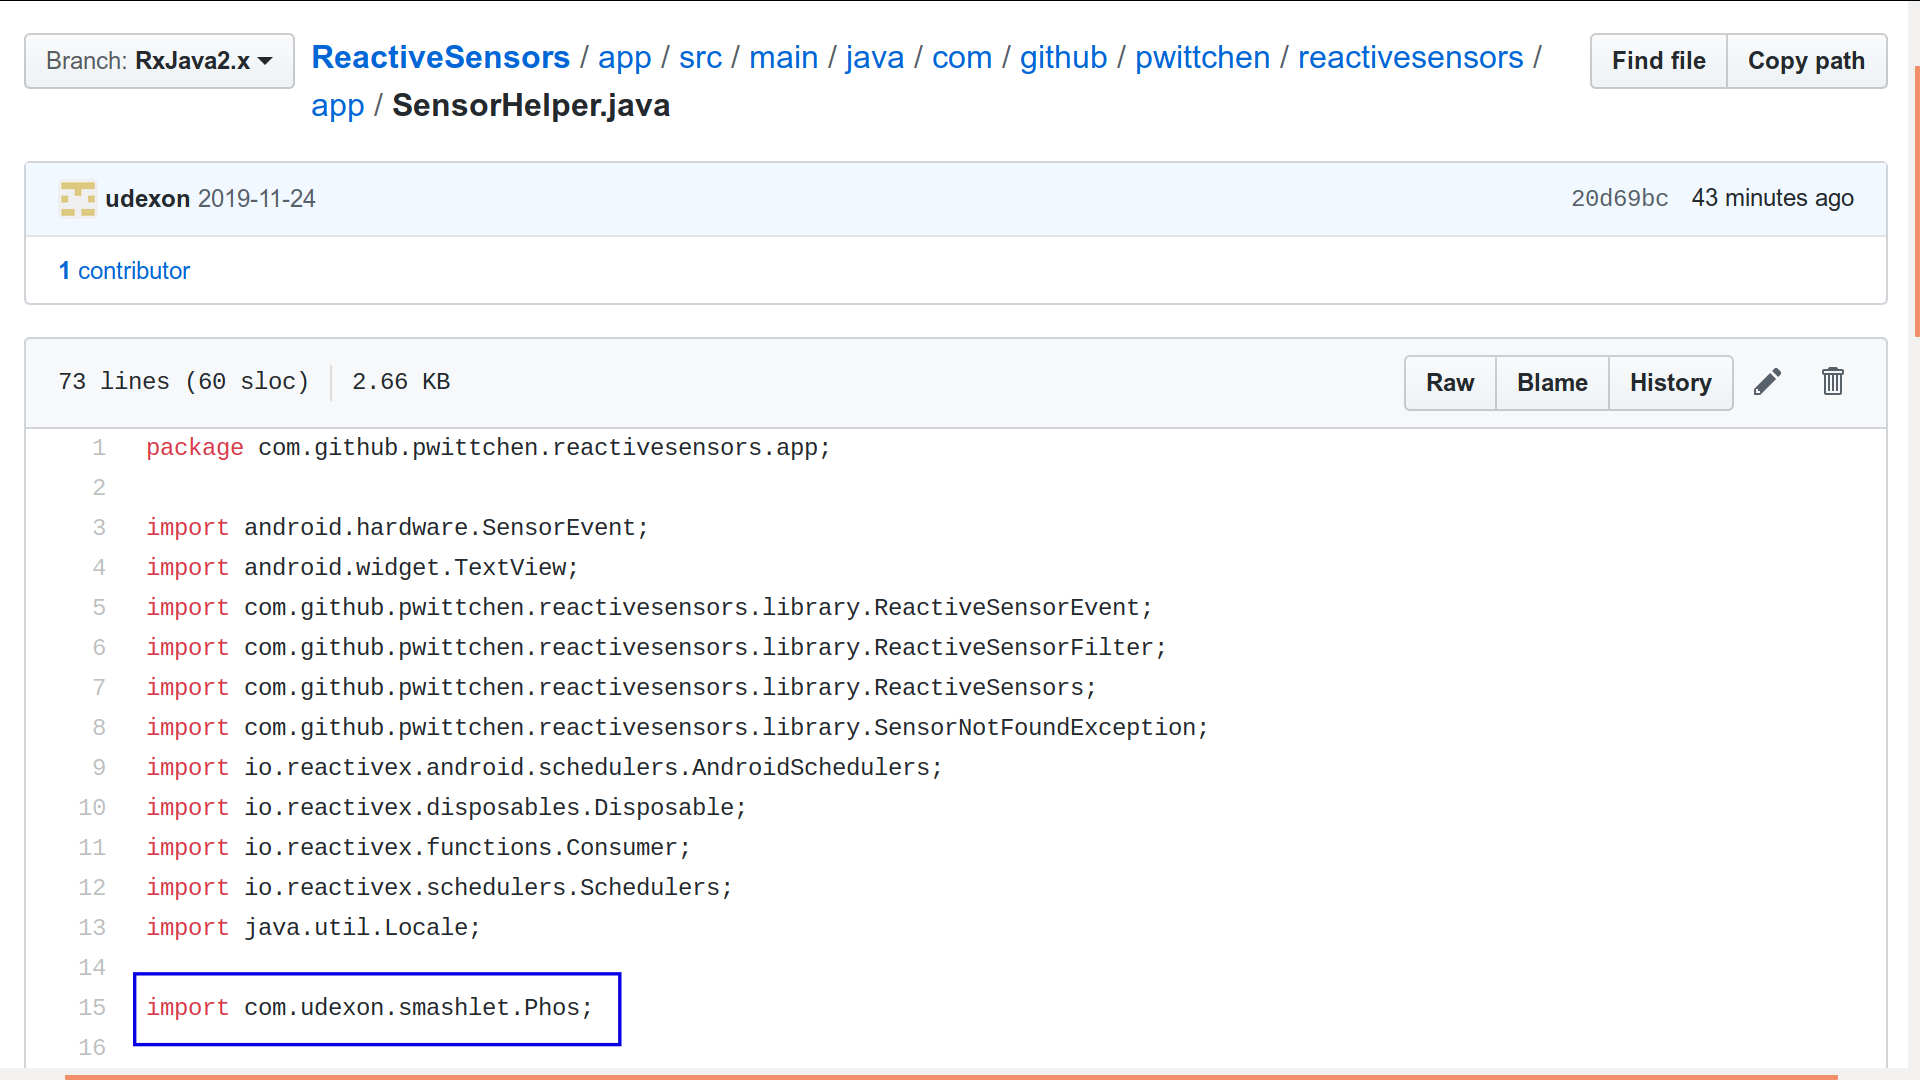 Branch: RxJava2.x
ReactiveSensors / app / src / main / java / com / github / pwittchen / reactivesensors /
app / SensorHelper.java
Find file
Copy path
udexon 2019-11-24
20d69bc 43 minutes ago
1 contributor
73 lines (60 sloc) 2.66 KB
Raw
Blame
History
1 package com.github.pwittchen.reactivesensors.app;
2
3 import android.hardware.SensorEvent;
4 import android.widget.TextView;
5 import com.github.pwittchen.reactivesensors.library.ReactiveSensorEvent;
6 import com.github.pwittchen.reactivesensors.library.ReactiveSensorFilter;
7 import com.github.pwittchen.reactivesensors.library.ReactiveSensors;
8 import com.github.pwittchen.reactivesensors.library.SensorNotFoundException;
9 import io.reactivex.android.schedulers.AndroidSchedulers;
10 import io.reactivex.disposables.Disposable;
11 import io.reactivex.functions.Consumer;
12 import io.reactivex.schedulers.Schedulers;
13 import java.util.Locale;
14
15 import com.udexon.smashlet.Phos;
16